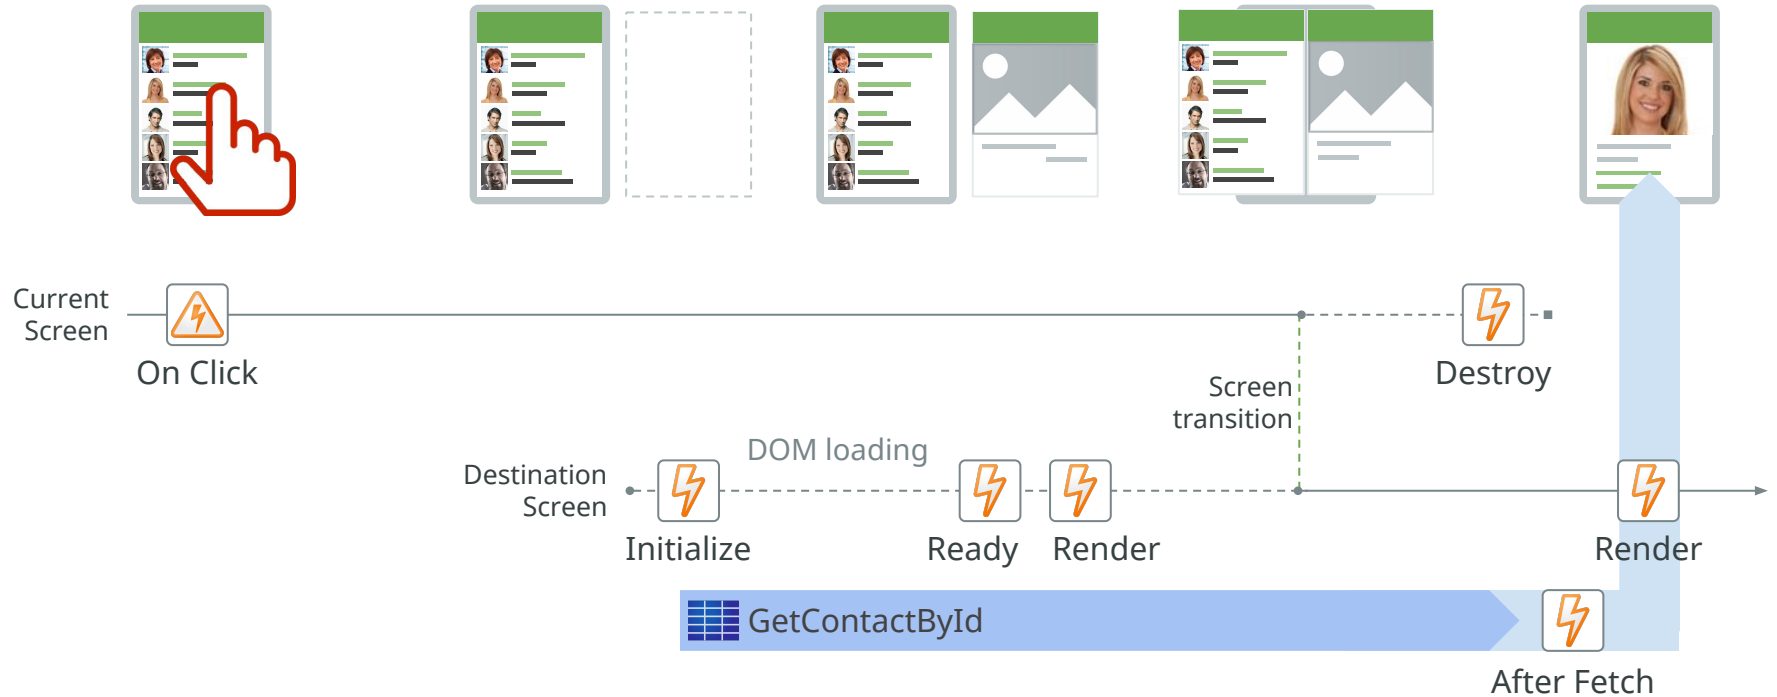 Current
Screen
On Click
Destroy
Screen
transition
DOM loading
Destination
Screen
Initialize
Ready
Render
Render
GetContactById
After Fetch